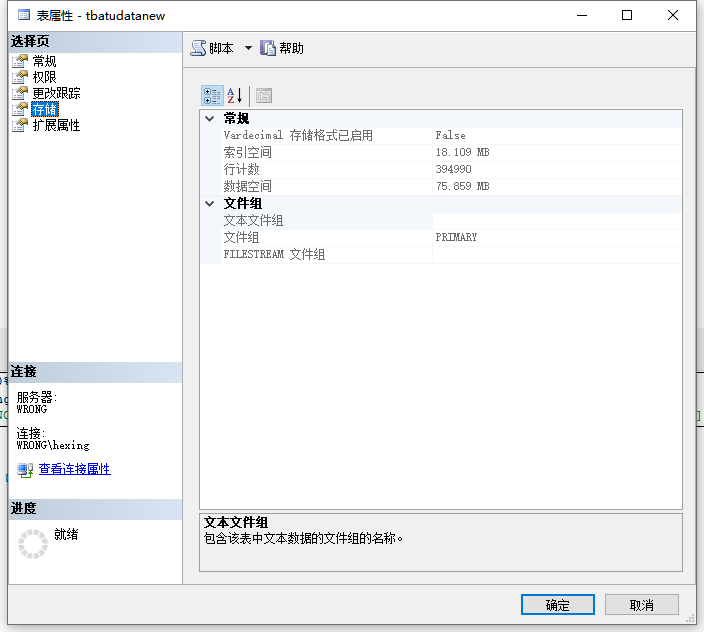 表属性 - tbatudatanew
选择页
常规
权限
更改跟踪
存储
扩展属性
脚本
帮助
常规
Vardecimal 存储格式已启用 False
索引空间 18.109 MB
行计数 394990
数据空间 75.859 MB
文件组
文本文件组
文件组 PRIMARY
FILESTREAM 文件组
连接
服务器:
WRONG
连接:
WRONG\hexing
查看连接属性
进度
就绪
文本文件组
包含该表中文本数据的文件组的名称。
确定
取消